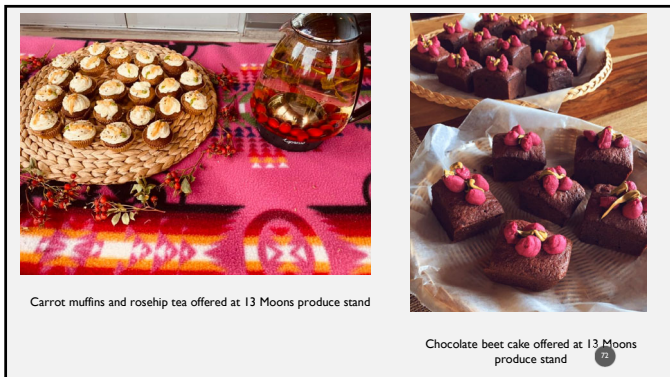 Carrot muffins and rosehip tea offered at 13 Moons produce stand
Chocolate beet cake offered at 13 Moons
produce stand
72